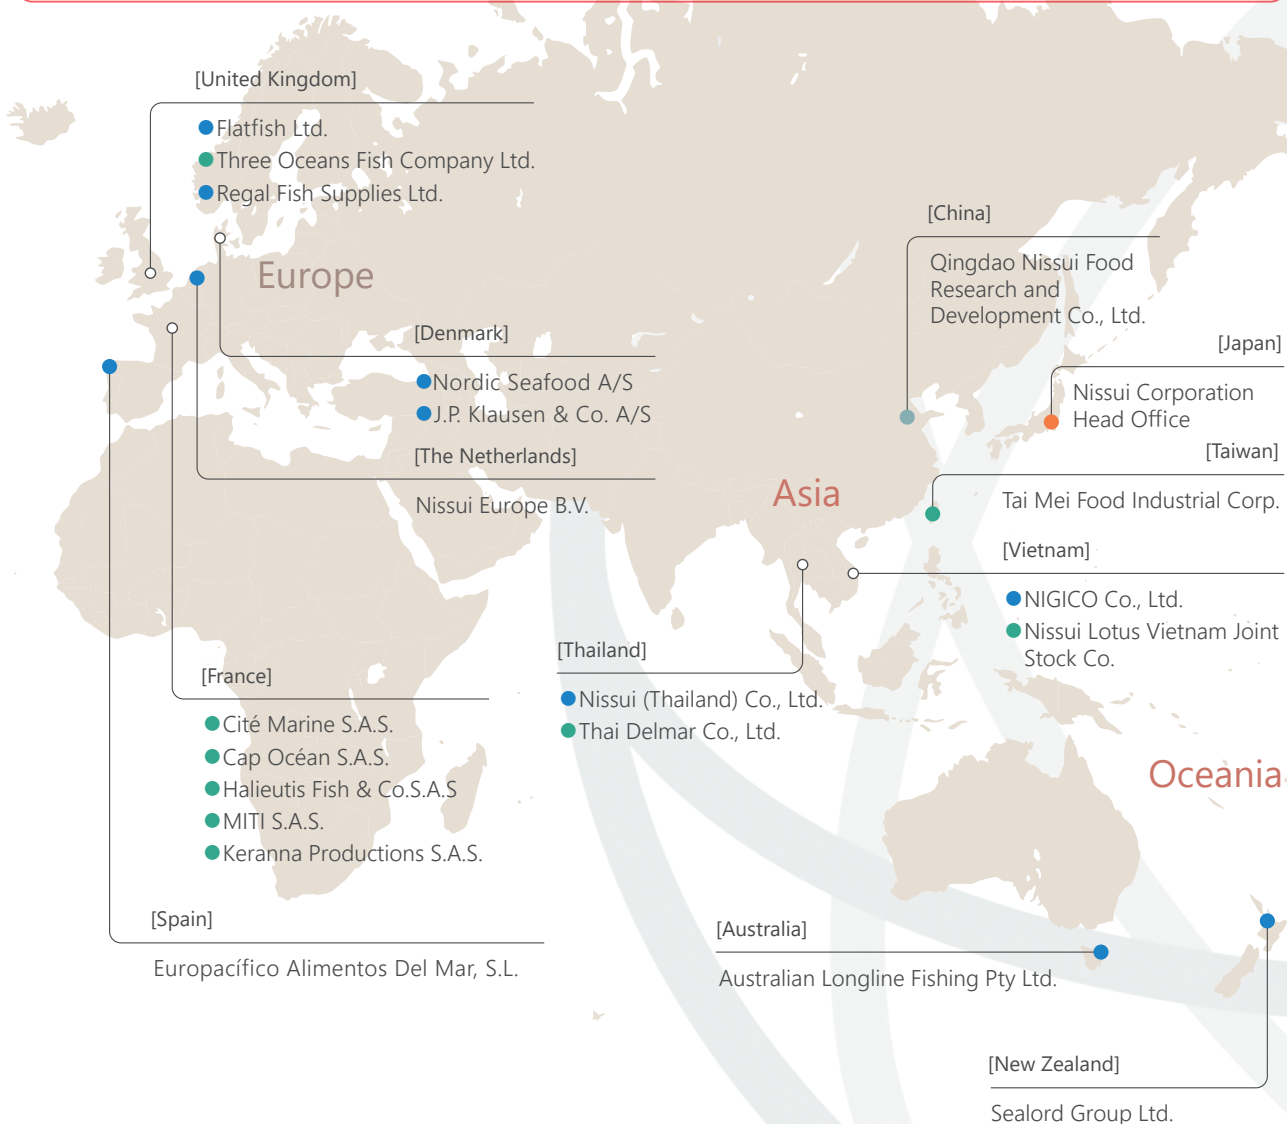 [United Kingdom]
Flatfish Ltd.
Three Oceans Fish Company Ltd.
Regal Fish Supplies Ltd.
Europe
[Denmark]
Nordic Seafood A/S
J.P. Klausen & Co. A/S
[The Netherlands]
Nissui Europe B.V.
[France]
Cité Marine S.A.S.
Cap Océan S.A.S.
Halieutis Fish & Co.S.A.S
MITI S.A.S.
Keranna Productions S.A.S.
[Spain]
Europacífico Alimentos Del Mar, S.L.
[China]
Qingdao Nissui Food
Research and
Development Co., Ltd.
[Japan]
Nissui Corporation
Head Office
[Taiwan]
Tai Mei Food Industrial Corp.
Asia
[Vietnam]
NIGICO Co., Ltd.
Nissui Lotus Vietnam Joint
Stock Co.
[Thailand]
Nissui (Thailand) Co., Ltd.
Thai Delmar Co., Ltd.
Oceania
[Australia]
Australian Longline Fishing Pty Ltd.
[New Zealand]
Sealord Group Ltd.